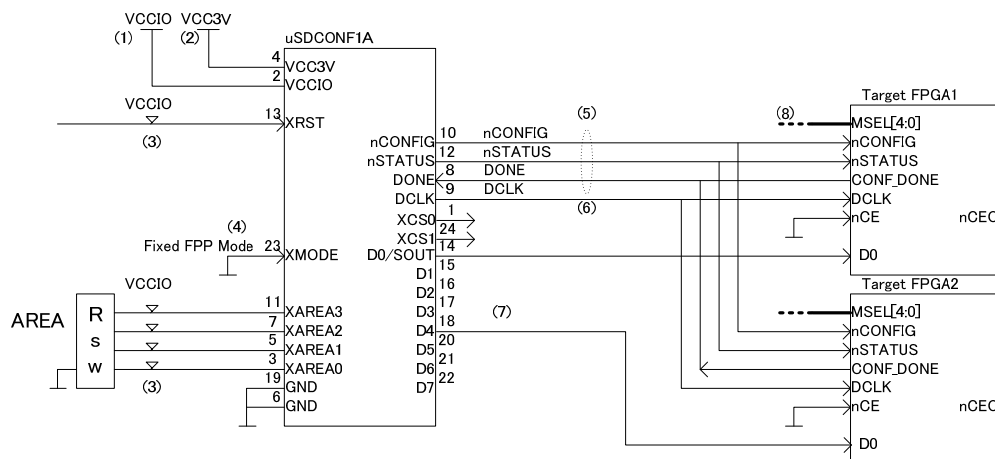 VCCIO VCC3V
(1) (2)
uSDCONF1A
4 VCC3V
2 VCCIO
VCCIO
13 XRST
(3)
(4)
Fixed FPP Mode 23 XMODE
VCCIO
AREA
Rsw
11 XAREA3
7 XAREA2
5 XAREA1
3 XAREA0
(3)
19 GND
6 GND
nCONFIG 10 nCONFIG
nSTATUS 12 nSTATUS
DONE 8 DONE
DCLK 9 DCLK
XCS0 1
XCS1 24
D0/SOUT 14
D1 15
D2 16
D3 17
D4 18
D5 20
D6 21
D7 22
(5)
(6)
(7)
(8)
Target FPGA1
MSEL[4:0]
nCONFIG
nSTATUS
CONF_DONE
DCLK
nCE nCEO
D0
Target FPGA2
MSEL[4:0]
nCONFIG
nSTATUS
CONF_DONE
DCLK
nCE nCEO
D0